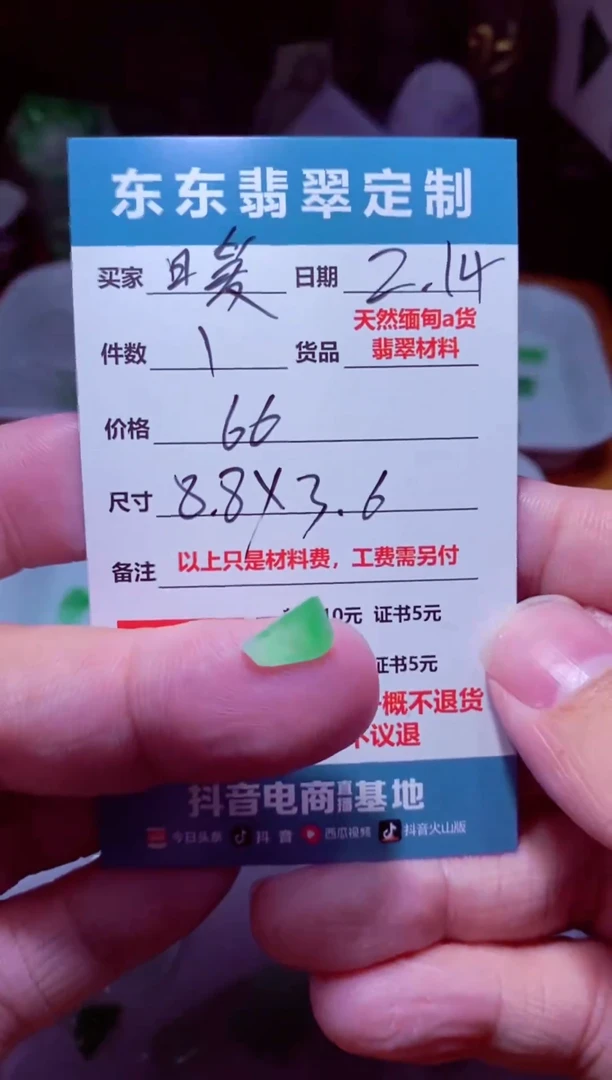 东东翡翠定制
买家 日爱 日期 2.14
件数 1 货品 天然缅甸a货
翡翠材料
价格 66
尺寸 8.8X3.6
备注 以上只是材料费，工费需另付
10元 证书5元
证书5元
一概不退货
不议退
抖音电商直播基地
今日头条 抖音 西瓜视频 抖音火山版